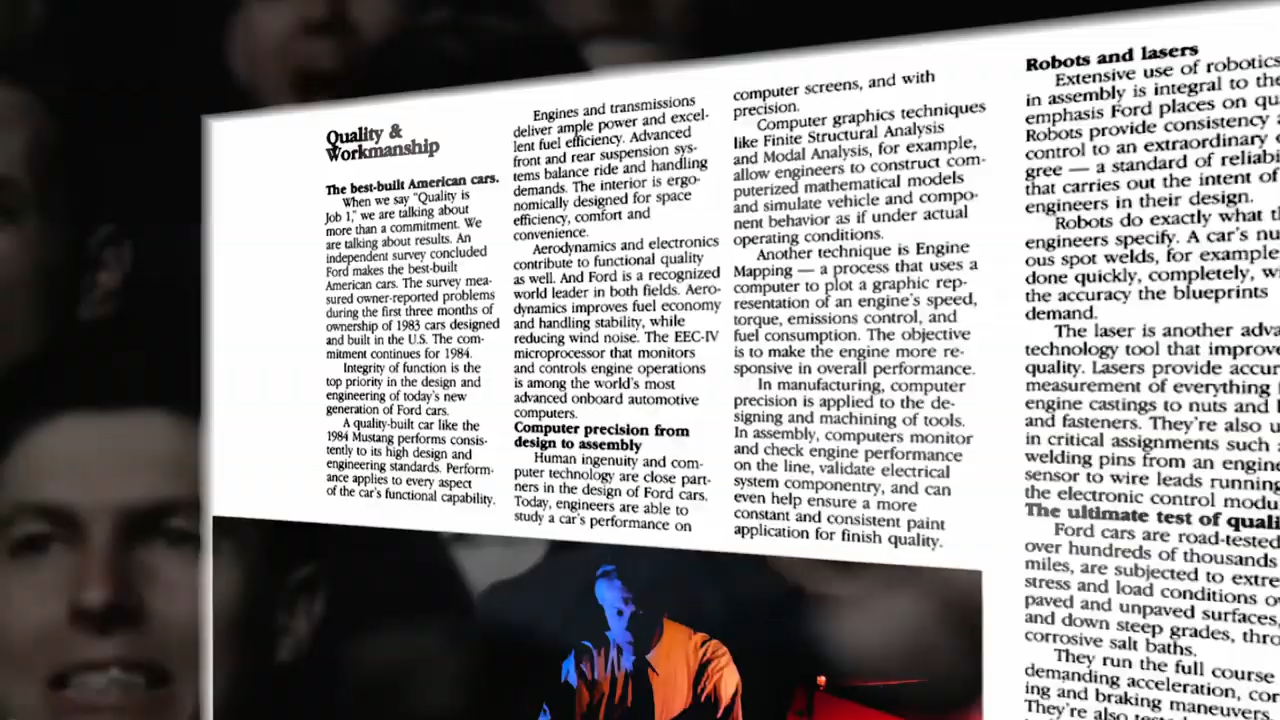 Quality &
Workmanship
The best-built American cars.
When we say "Quality is
Job 1," we are talking about
more than a commitment. We
are talking about results. An
independent survey concluded
Ford makes the best-built
American cars. The survey mea-
sured owner-reported problems
during the first three months of
ownership of 1983 cars designed
and built in the U.S. The com-
mitment continues for 1984.
Integrity of function is the
top priority in the design and
engineering of today's new
generation of Ford cars.
A quality-built car like the
1984 Mustang performs consis-
tently to its high design and
engineering standards. Perform-
ance applies to every aspect
of the car's functional capability.
Engines and transmissions
deliver ample power and excel-
lent fuel efficiency. Advanced
front and rear suspension sys-
tems balance ride and handling
demands. The interior is ergo-
nomically designed for space
efficiency, comfort and
convenience.
Aerodynamics and electronics
contribute to functional quality
as well. And Ford is a recognized
world leader in both fields. Aero-
dynamics improves fuel economy
and handling stability, while
reducing wind noise. The EEC-IV
microprocessor that monitors
and controls engine operations
is among the world's most
advanced onboard automotive
computers.
Computer precision from
design to assembly
Human ingenuity and com-
puter technology are close part-
ners in the design of Ford cars.
Today, engineers are able to
study a car's performance on
computer screens, and with
precision.
Computer graphics techniques
like Finite Structural Analysis
and Modal Analysis, for example,
allow engineers to construct com-
puterized mathematical models
and simulate vehicle and compo-
nent behavior as if under actual
operating conditions.
Another technique is Engine
Mapping — a process that uses a
computer to plot a graphic rep-
resentation of an engine's speed,
torque, emissions control, and
fuel consumption. The objective
is to make the engine more re-
sponsive in overall performance.
In manufacturing, computer
precision is applied to the de-
signing and machining of tools.
In assembly, computers monitor
and check engine performance
on the line, validate electrical
system componentry, and can
even help ensure a more
constant and consistent paint
application for finish quality.
Robots and lasers
Extensive use of robotics
in assembly is integral to the
emphasis Ford places on
Robots provide consistency
control to an extraordinary
gree — a standard of
that carries out the intent of
engineers in their design.
Robots do exactly what
engineers specify. A car's
ous spot welds, for example
done quickly, completely,
the accuracy the blueprints
demand.
The laser is another
technology tool that
quality. Lasers provide
measurement of everything
engine castings to nuts and
and fasteners. They're also
in critical assignments such
welding pins from an engine
sensor to wire leads running
the electronic control
The ultimate test of
Ford cars are road-tested
over hundreds of thousands
miles, are subjected to
stress and load conditions
paved and unpaved surfaces,
and down steep grades,
corrosive salt baths.
They run the full course
demanding acceleration,
ing and braking maneuvers
They're also